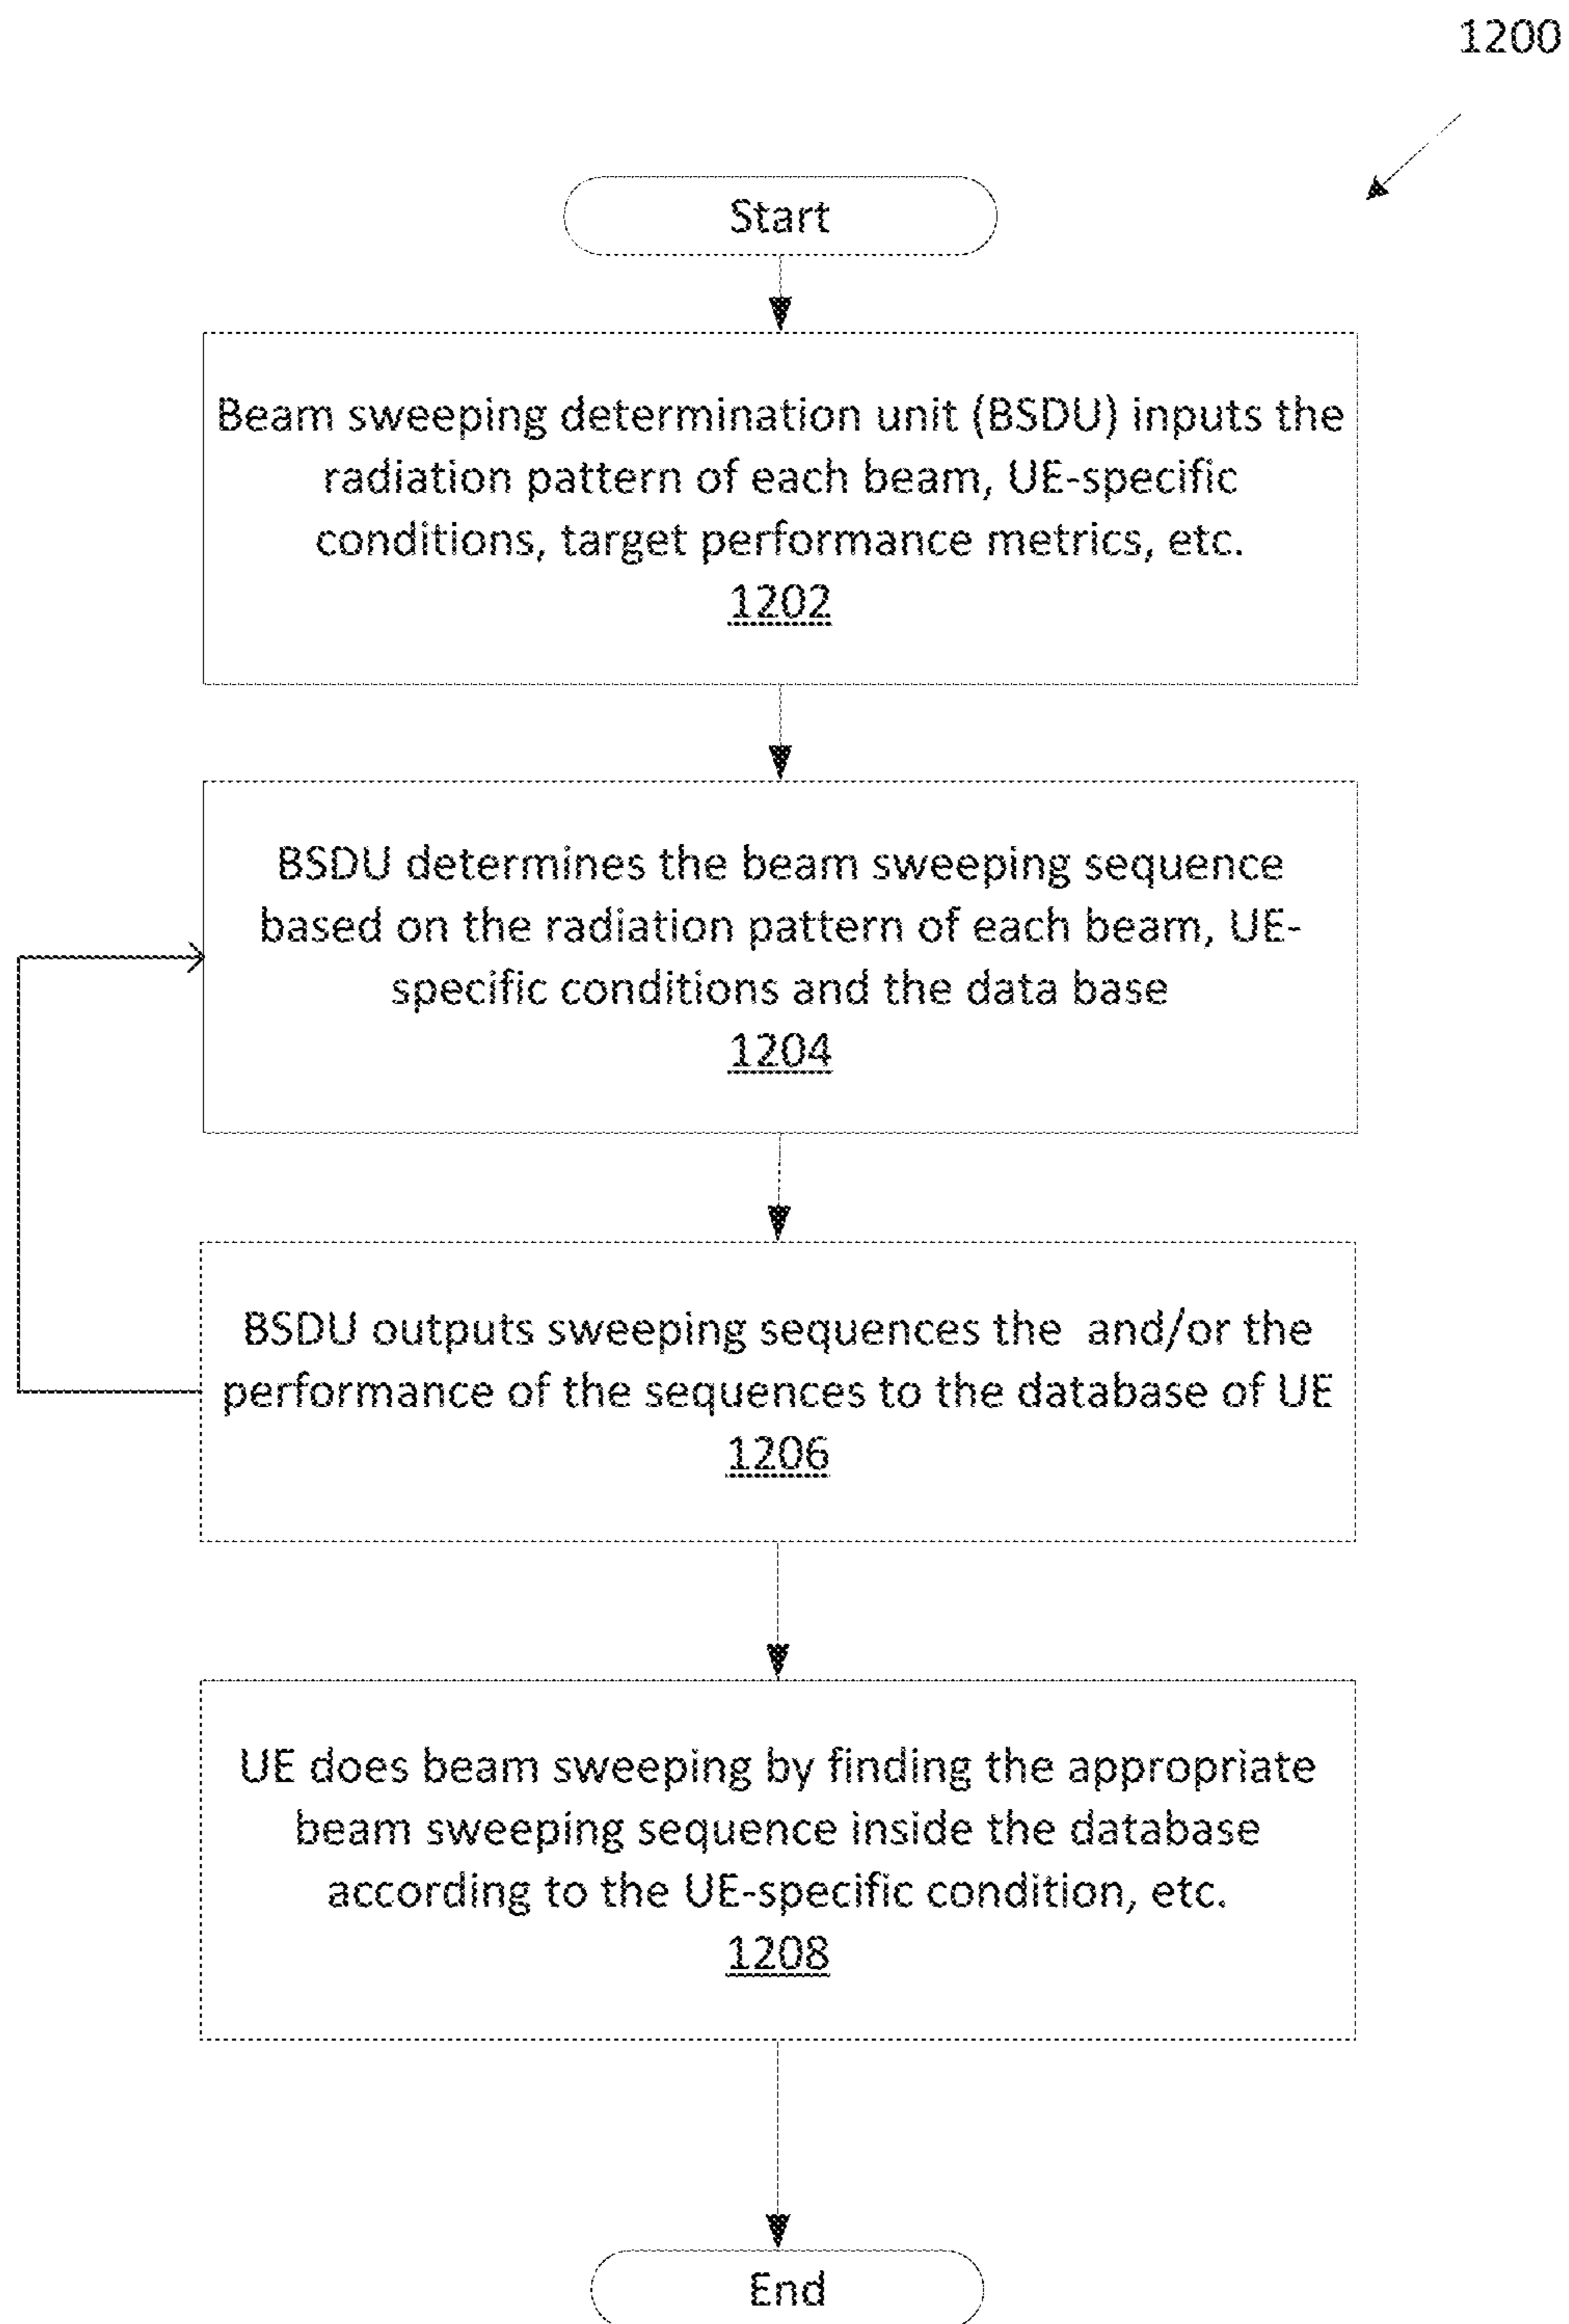 1200
Start
Beam sweeping determination unit (BSDU) inputs the
radiation pattern of each beam, UE-specific
conditions, target performance metrics, etc.
1202
BSDU determines the beam sweeping sequence
based on the radiation pattern of each beam, UE-
specific conditions and the data base
1204
BSDU outputs sweeping sequences the  and/or the
performance of the sequences to the database of UE
1206
UE does beam sweeping by finding the appropriate
beam sweeping sequence inside the database
according to the UE-specific condition, etc.
1208
End